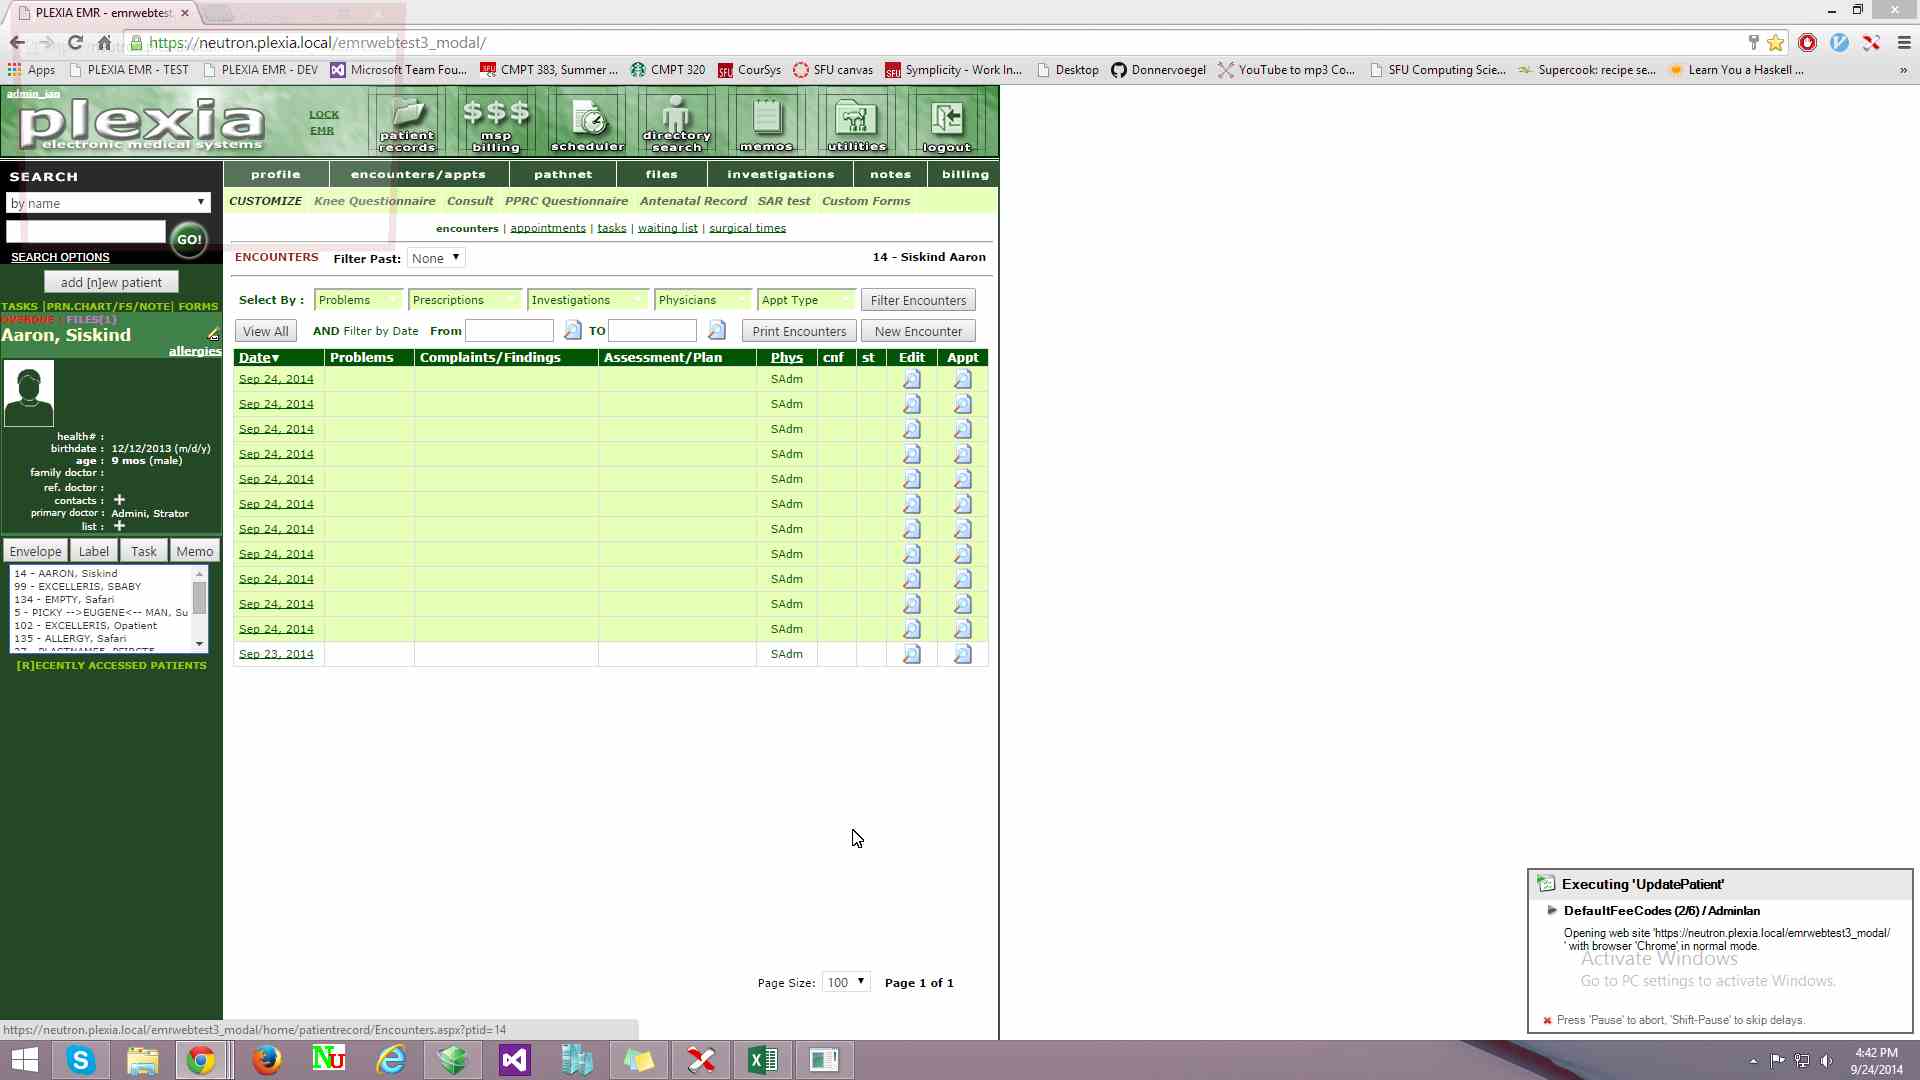 PLEXIA EMR - emrwebtest
https://neutron.plexia.local/emrwebtest3_modal/
Apps PLEXIA EMR - TEST PLEXIA EMR - DEV Microsoft Team Fou... CMPT 383, Summer ... CMPT 320 CourSys SFU canvas Symplicity - Work In... Desktop Donnervoegel YouTube to mp3 Co... SFU Computing Scie... Supercook: recipe se... Learn You a Haskell ... »
admin_ian
plexia
electronic medical systems
LOCK
EMR
patient records
$$$ msp billing
scheduler
directory search
memos
utilities
logout
SEARCH
by name
GO!
SEARCH OPTIONS
add [n]ew patient
TASKS |PRN.CHART/FS/NOTE| FORMS
OVERDUE FILES(1)
Aaron, Siskind
allergies
health# :
birthdate : 12/12/2013 (m/d/y)
age : 9 mos (male)
family doctor :
ref. doctor :
contacts :
primary doctor : Admini, Strator
list :
Envelope Label Task Memo
14 - AARON, Siskind
99 - EXCELLERIS, SBABY
134 - EMPTY, Safari
5 - PICKY -->EUGENE<-- MAN, Su
102 - EXCELLERIS, Opatient
135 - ALLERGY, Safari
[R]ECENTLY ACCESSED PATIENTS
profile encounters/appts pathnet files investigations notes billing
CUSTOMIZE Knee Questionnaire Consult PPRC Questionnaire Antenatal Record SAR test Custom Forms
encounters | appointments | tasks | waiting list | surgical times
ENCOUNTERS Filter Past: None 14 - Siskind Aaron
Select By : Problems Prescriptions Investigations Physicians Appt Type Filter Encounters
View All AND Filter by Date From TO Print Encounters New Encounter
Date▼ Problems Complaints/Findings Assessment/Plan Phys cnf st Edit Appt
Sep 24, 2014 SAdm
Sep 24, 2014 SAdm
Sep 24, 2014 SAdm
Sep 24, 2014 SAdm
Sep 24, 2014 SAdm
Sep 24, 2014 SAdm
Sep 24, 2014 SAdm
Sep 24, 2014 SAdm
Sep 24, 2014 SAdm
Sep 24, 2014 SAdm
Sep 24, 2014 SAdm
Sep 23, 2014 SAdm
Page Size: 100 Page 1 of 1
https://neutron.plexia.local/emrwebtest3_modal/home/patientrecord/Encounters.aspx?ptid=14
Executing 'UpdatePatient'
DefaultFeeCodes (2/6) / AdminIan
Opening web site 'https://neutron.plexia.local/emrwebtest3_modal/
' with browser 'Chrome' in normal mode.
Activate Windows
Go to PC settings to activate Windows.
Press 'Pause' to abort, 'Shift-Pause' to skip delays.
NU
4:42 PM
9/24/2014